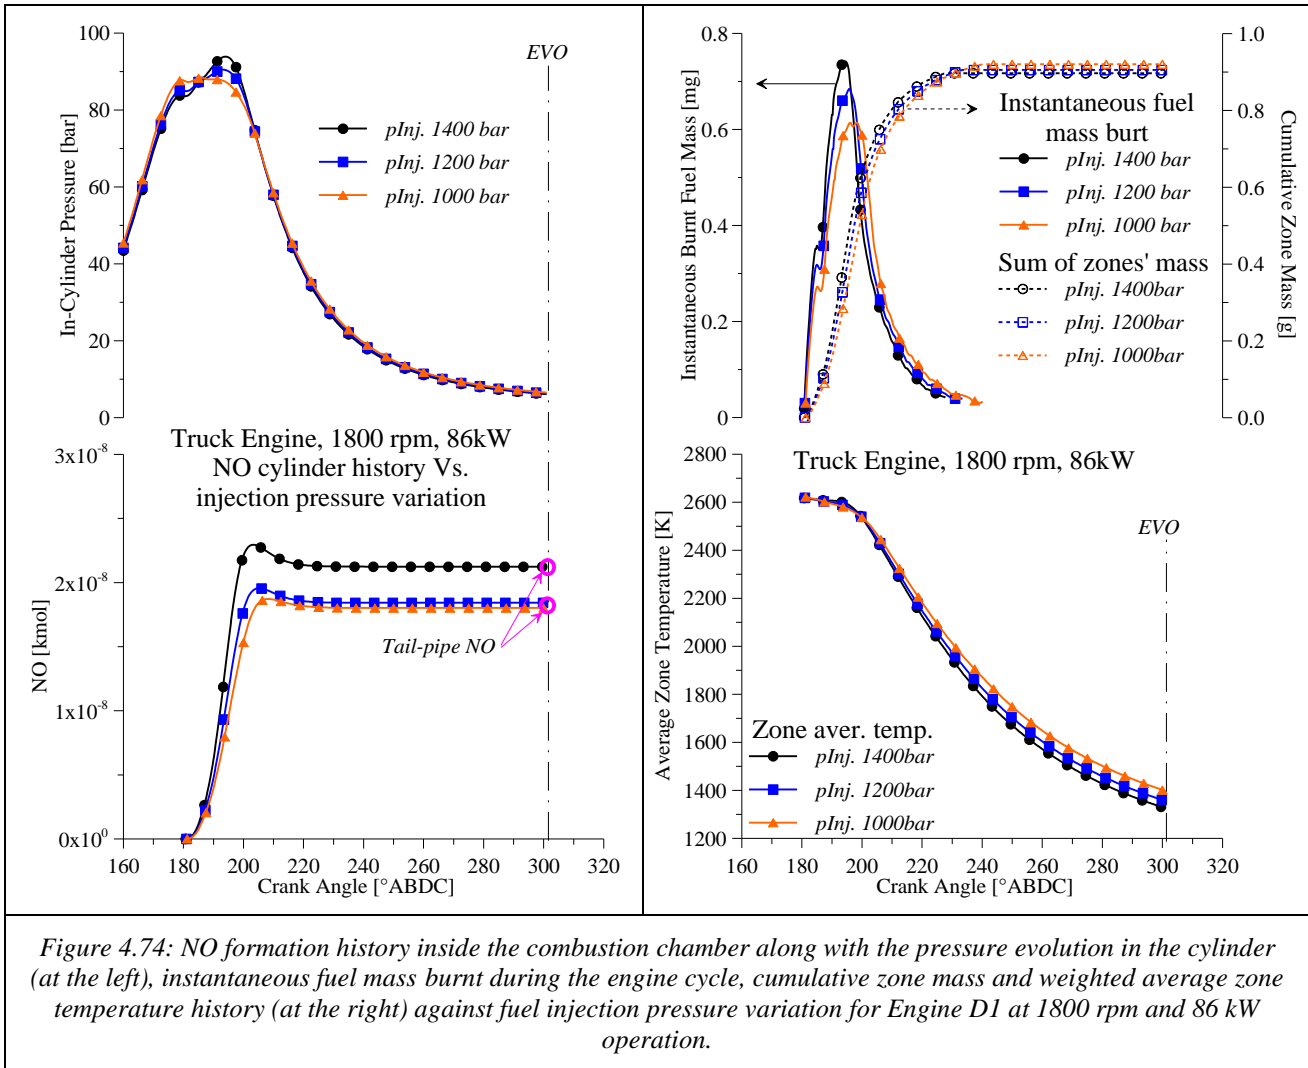 100
80
60
40
20
0
In-Cylinder Pressure [bar]
EVO
pInj. 1400 bar
pInj. 1200 bar
pInj. 1000 bar
Truck Engine, 1800 rpm, 86kW
NO cylinder history Vs.
injection pressure variation
3x10⁻⁸
2x10⁻⁸
1x10⁻⁸
0x10⁰
NO [kmol]
Tail-pipe NO
160 180 200 220 240 260 280 300 320
Crank Angle [°ABDC]
0.8
0.6
0.4
0.2
0
Instantaneous Burnt Fuel Mass [mg]
1.0
0.8
0.6
0.4
0.2
0.0
Cumulative Zone Mass [g]
Instantaneous fuel
mass burt
pInj. 1400 bar
pInj. 1200 bar
pInj. 1000 bar
Sum of zones' mass
pInj. 1400bar
pInj. 1200bar
pInj. 1000bar
Truck Engine, 1800 rpm, 86kW
2800
2600
2400
2200
2000
1800
1600
1400
1200
Average Zone Temperature [K]
EVO
Zone aver. temp.
pInj. 1400bar
pInj. 1200bar
pInj. 1000bar
160 180 200 220 240 260 280 300 320
Crank Angle [°ABDC]
Figure 4.74: NO formation history inside the combustion chamber along with the pressure evolution in the cylinder
(at the left), instantaneous fuel mass burnt during the engine cycle, cumulative zone mass and weighted average zone
temperature history (at the right) against fuel injection pressure variation for Engine D1 at 1800 rpm and 86 kW
operation.